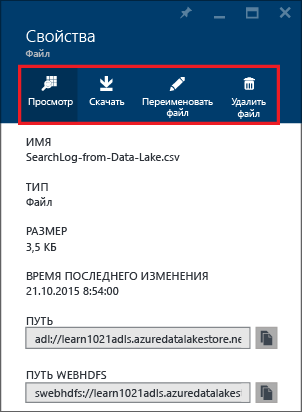 Свойства
Файл
Просмотр Скачать Переименовать файл Удалить файл
ИМЯ
SearchLog-from-Data-Lake.csv
ТИП
Файл
РАЗМЕР
3,5 КБ
ВРЕМЯ ПОСЛЕДНЕГО ИЗМЕНЕНИЯ
21.10.2015 8:54:00
ПУТЬ
adl://learn1021adls.azuredatalakestore.ne
ПУТЬ WEBHDFS
swebhdfs://learn1021adls.azuredatalakes